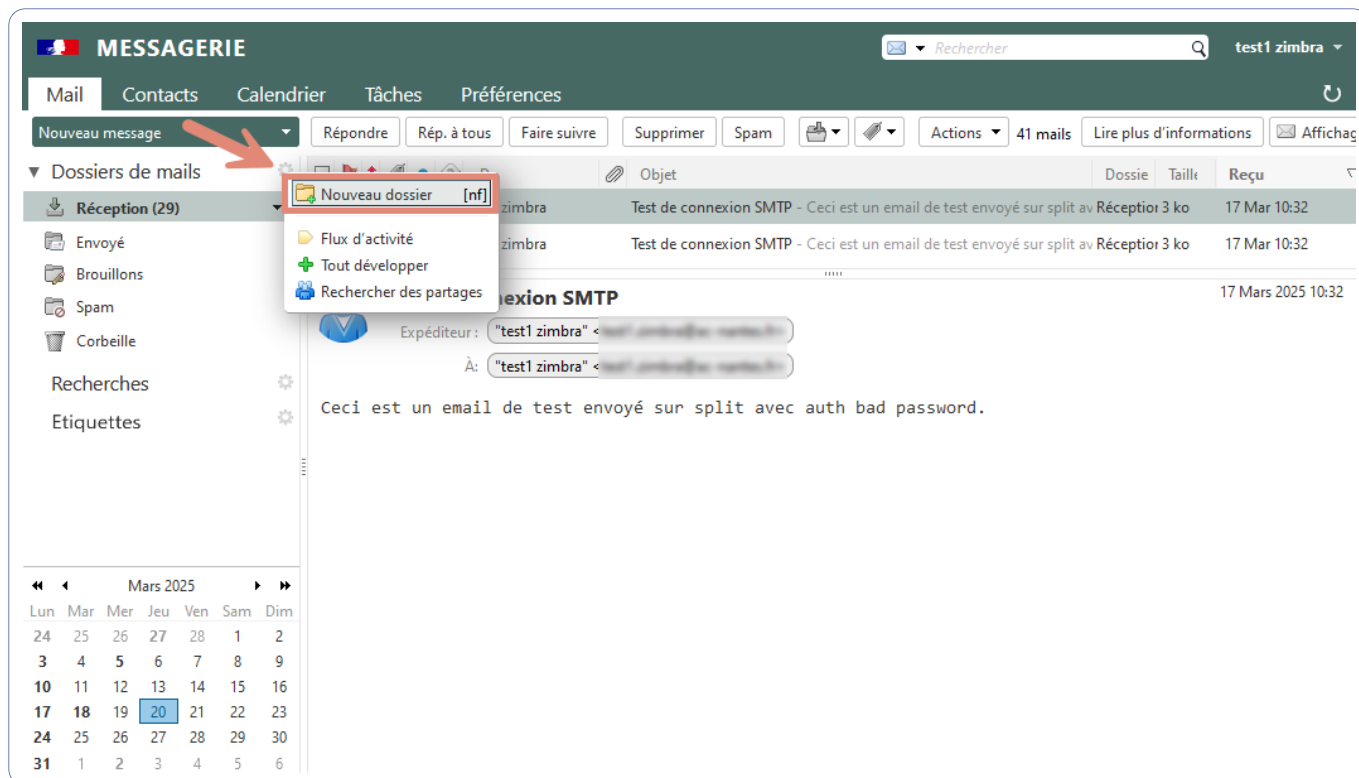 MESSAGERIE
Rechercher
test1 zimbra
Mail Contacts Calendrier Tâches Préférences
Nouveau message Répondre Rép. à tous Faire suivre Supprimer Spam Actions 41 mails Lire plus d'informations Affichag
Dossiers de mails
Objet Dossie Taille Reçu
Nouveau dossier [nf]
Réception (29)
zimbra Test de connexion SMTP - Ceci est un email de test envoyé sur split av Réception 3 ko 17 Mar 10:32
Envoyé
Flux d'activité
zimbra Test de connexion SMTP - Ceci est un email de test envoyé sur split av Réception 3 ko 17 Mar 10:32
Brouillons
Tout développer
Rechercher des partages
nexion SMTP 17 Mars 2025 10:32
Spam
Corbeille
Expéditeur : "test1 zimbra" <
À: "test1 zimbra" <
Recherches
Etiquettes
Ceci est un email de test envoyé sur split avec auth bad password.
Mars 2025
Lun Mar Mer Jeu Ven Sam Dim
24 25 26 27 28 1 2
3 4 5 6 7 8 9
10 11 12 13 14 15 16
17 18 19 20 21 22 23
24 25 26 27 28 29 30
31 1 2 3 4 5 6